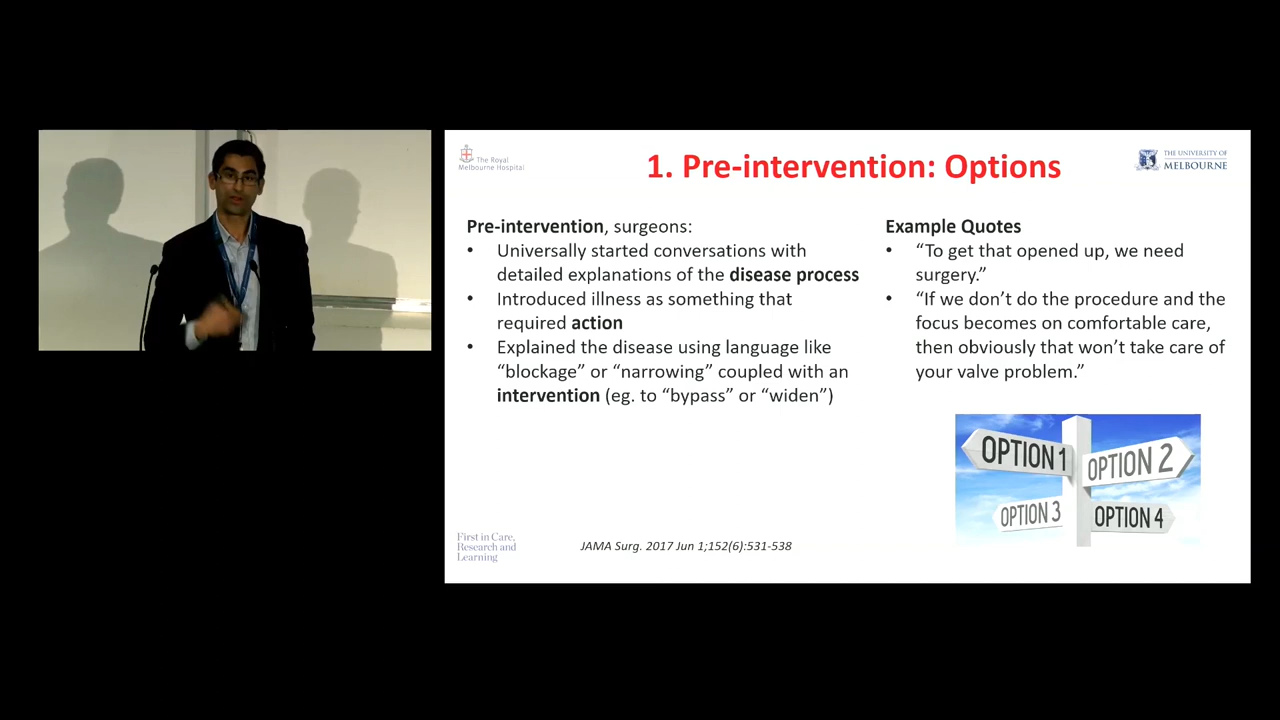 The Royal
Melbourne Hospital
1. Pre-intervention: Options
THE UNIVERSITY OF
MELBOURNE
Pre-intervention, surgeons:
• Universally started conversations with
detailed explanations of the disease process
• Introduced illness as something that
required action
• Explained the disease using language like
“blockage” or “narrowing” coupled with an
intervention (eg. to “bypass” or “widen”)
Example Quotes
• “To get that opened up, we need
surgery.”
• “If we don’t do the procedure and the
focus becomes on comfortable care,
then obviously that won’t take care of
your valve problem.”
OPTION 1
OPTION 2
OPTION 3
OPTION 4
First in Care,
Research and
Learning
JAMA Surg. 2017 Jun 1;152(6):531-538